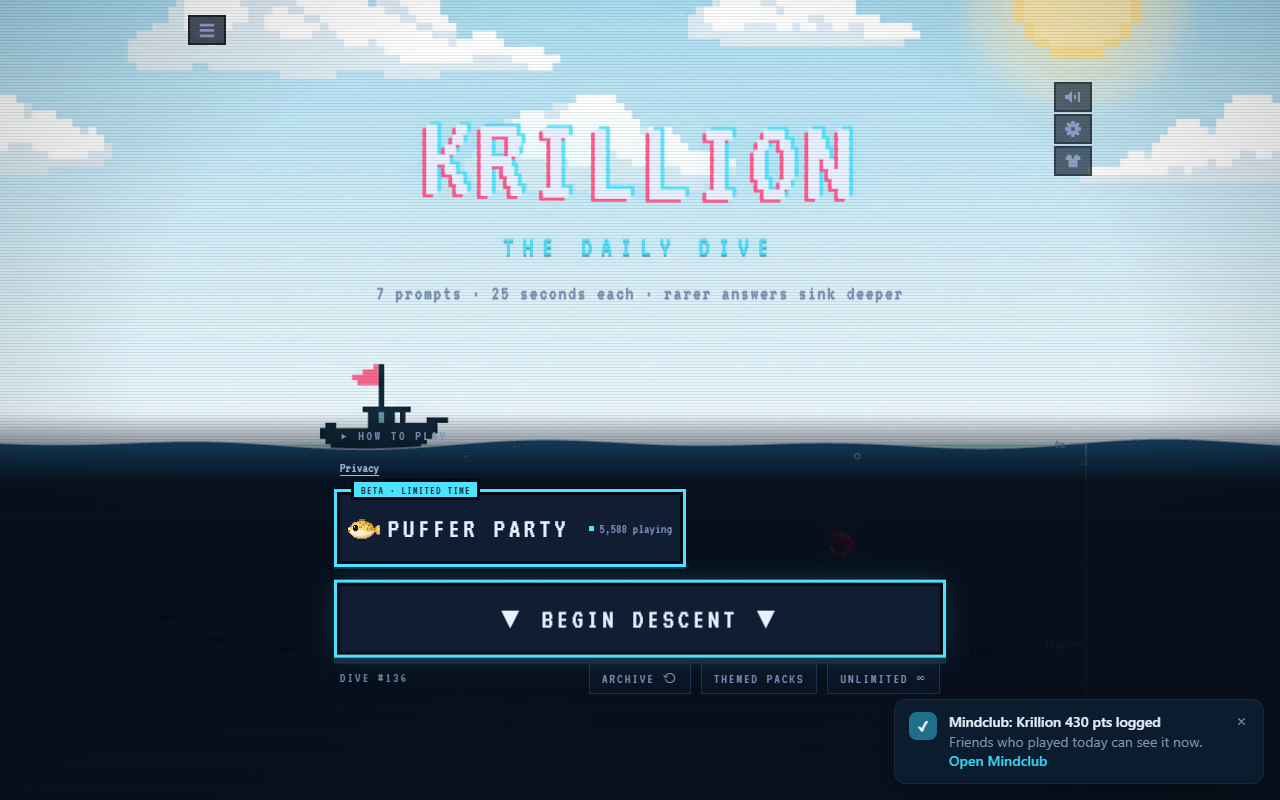 KRILLION
THE DAILY DIVE
7 prompts · 25 seconds each · rarer answers sink deeper
▸ HOW TO PLAY
Privacy
BETA · LIMITED TIME
PUFFER PARTY
5,588 playing
▼ BEGIN DESCENT ▼
DIVE #136
ARCHIVE
THEMED PACKS
UNLIMITED ∞
Mindclub: Krillion 430 pts logged
Friends who played today can see it now.
Open Mindclub